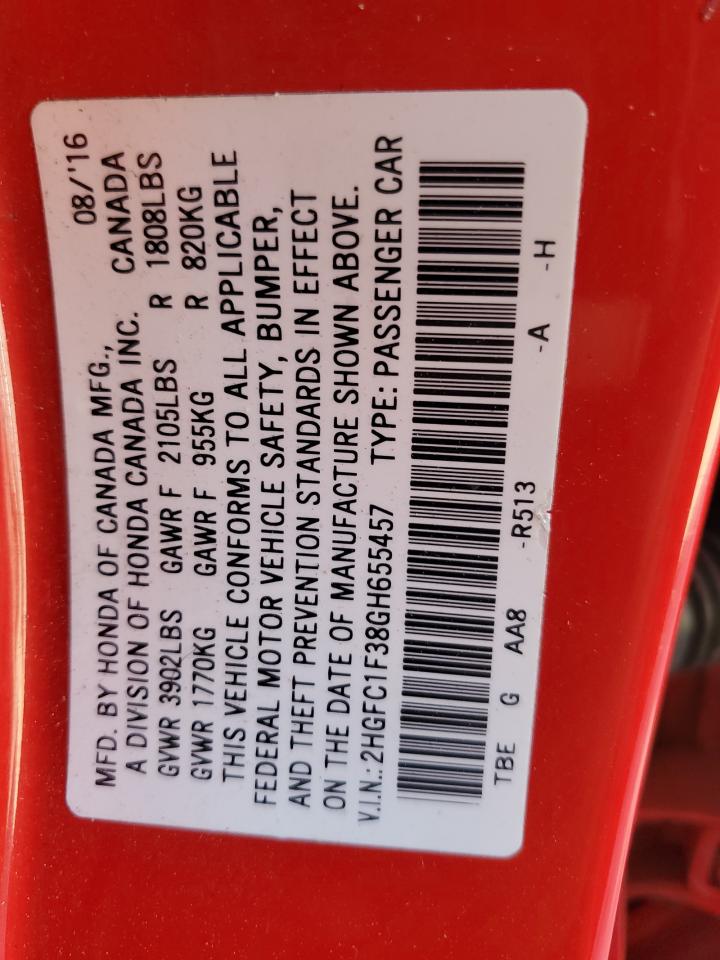 MFD. BY HONDA OF CANADA MFG., 08/'16
A DIVISION OF HONDA CANADA INC. CANADA
GVWR 3902LBS GAWR F 2105LBS R 1808LBS
GVWR 1770KG GAWR F 955KG R 820KG
THIS VEHICLE CONFORMS TO ALL APPLICABLE
FEDERAL MOTOR VEHICLE SAFETY, BUMPER,
AND THEFT PREVENTION STANDARDS IN EFFECT
ON THE DATE OF MANUFACTURE SHOWN ABOVE.
V.I.N.: 2HGFC1F38GH655457 TYPE: PASSENGER CAR
TBE G AA8 -R513 -A -H